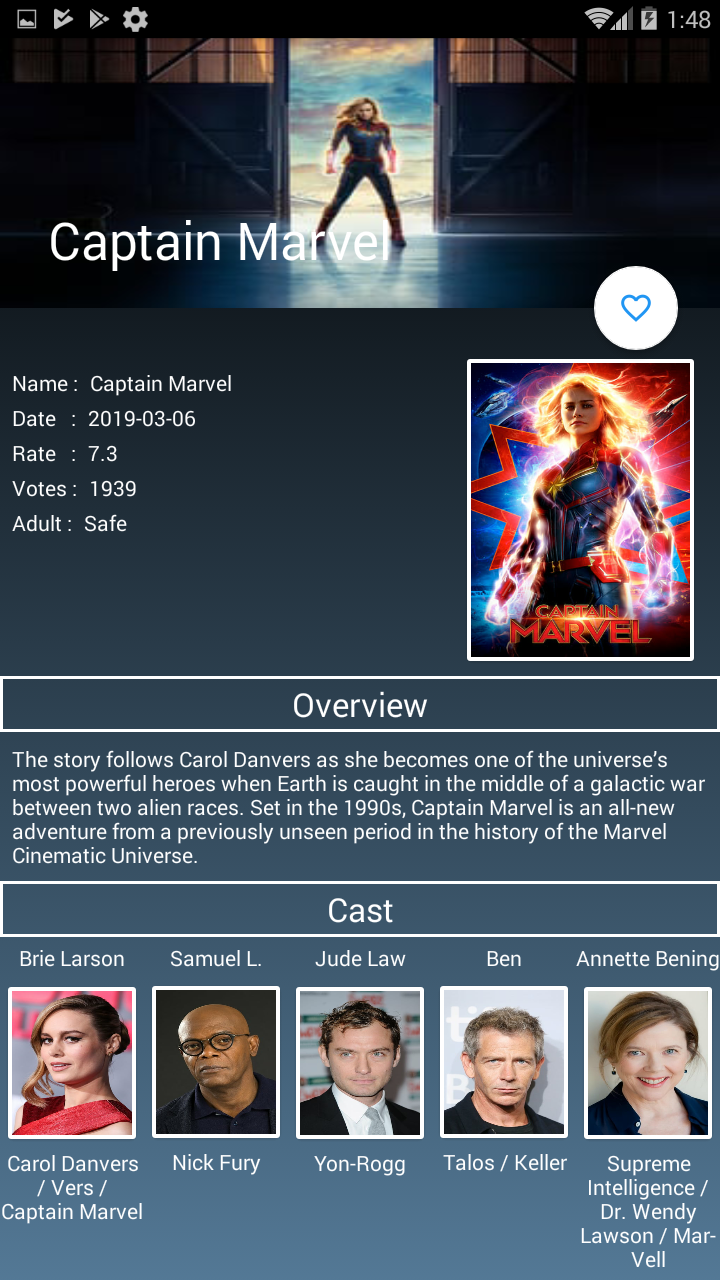 1:48
Captain Marvel
Name : Captain Marvel
Date : 2019-03-06
Rate : 7.3
Votes : 1939
Adult : Safe
CAPTAIN
MARVEL
Overview
The story follows Carol Danvers as she becomes one of the universe’s
most powerful heroes when Earth is caught in the middle of a galactic war
between two alien races. Set in the 1990s, Captain Marvel is an all-new
adventure from a previously unseen period in the history of the Marvel
Cinematic Universe.
Cast
Brie Larson
Samuel L.
Jude Law
Ben
Annette Bening
Carol Danvers
/ Vers /
Captain Marvel
Nick Fury
Yon-Rogg
Talos / Keller
Supreme
Intelligence /
Dr. Wendy
Lawson / Mar-
Vell